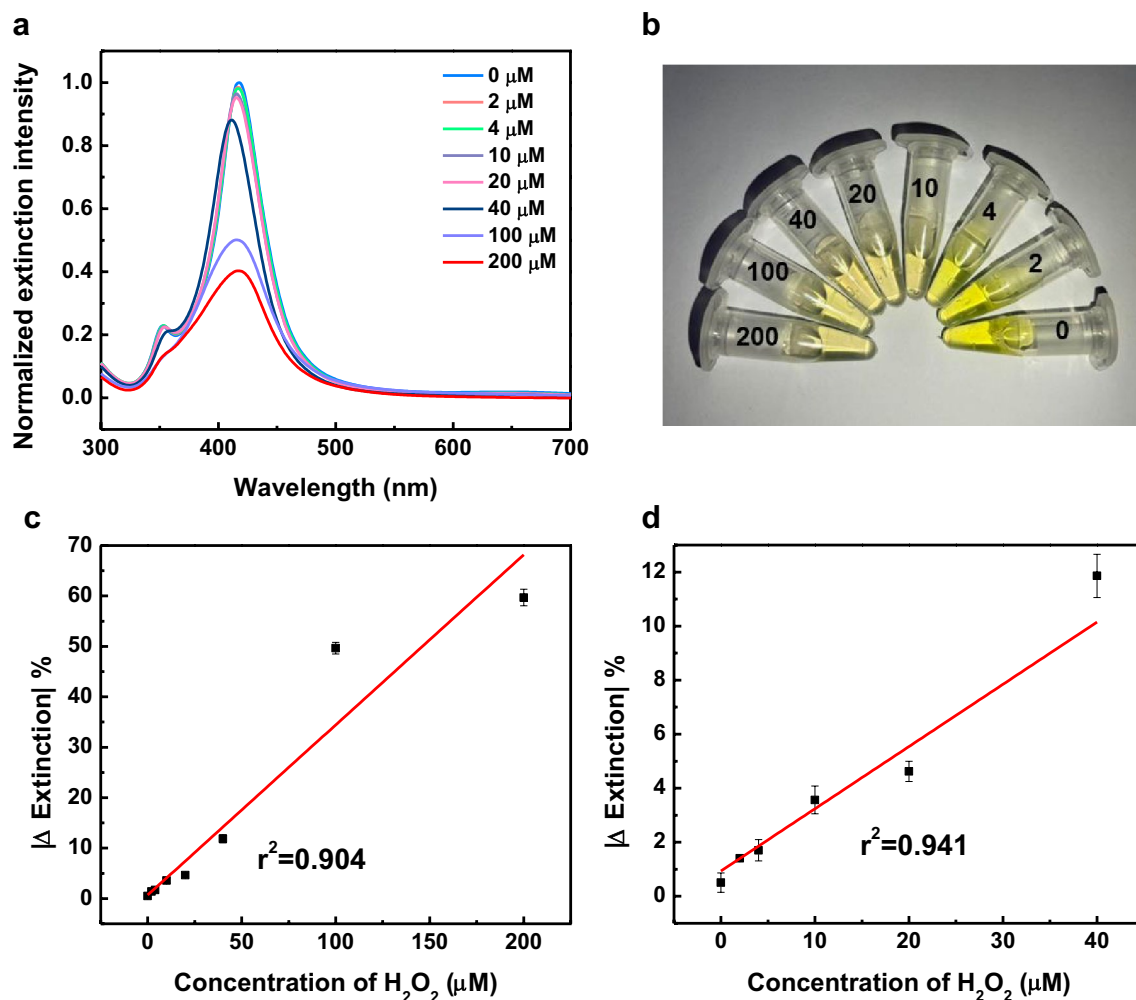 a
Normalized extinction intensity
1.0
0.8
0.6
0.4
0.2
0.0
300
400
500
600
700
Wavelength (nm)
0 μM
2 μM
4 μM
10 μM
20 μM
40 μM
100 μM
200 μM
b
200
100
40
20
10
4
2
0
c
|Δ Extinction| %
70
60
50
40
30
20
10
0
r²=0.904
0
50
100
150
200
Concentration of H₂O₂ (μM)
d
|Δ Extinction| %
12
10
8
6
4
2
0
r²=0.941
0
10
20
30
40
Concentration of H₂O₂ (μM)